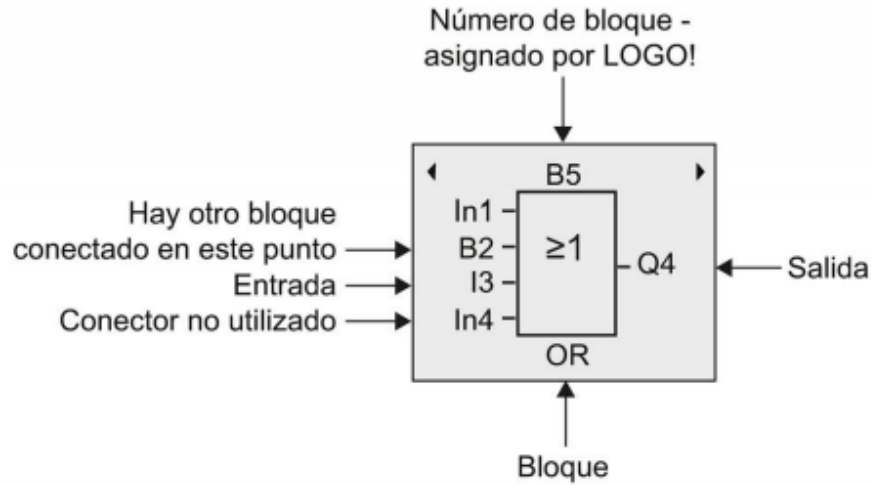 Número de bloque -
asignado por LOGO!
B5
Hay otro bloque
conectado en este punto
Entrada
Conector no utilizado
In1
B2
I3
In4
≥1
Q4
Salida
OR
Bloque